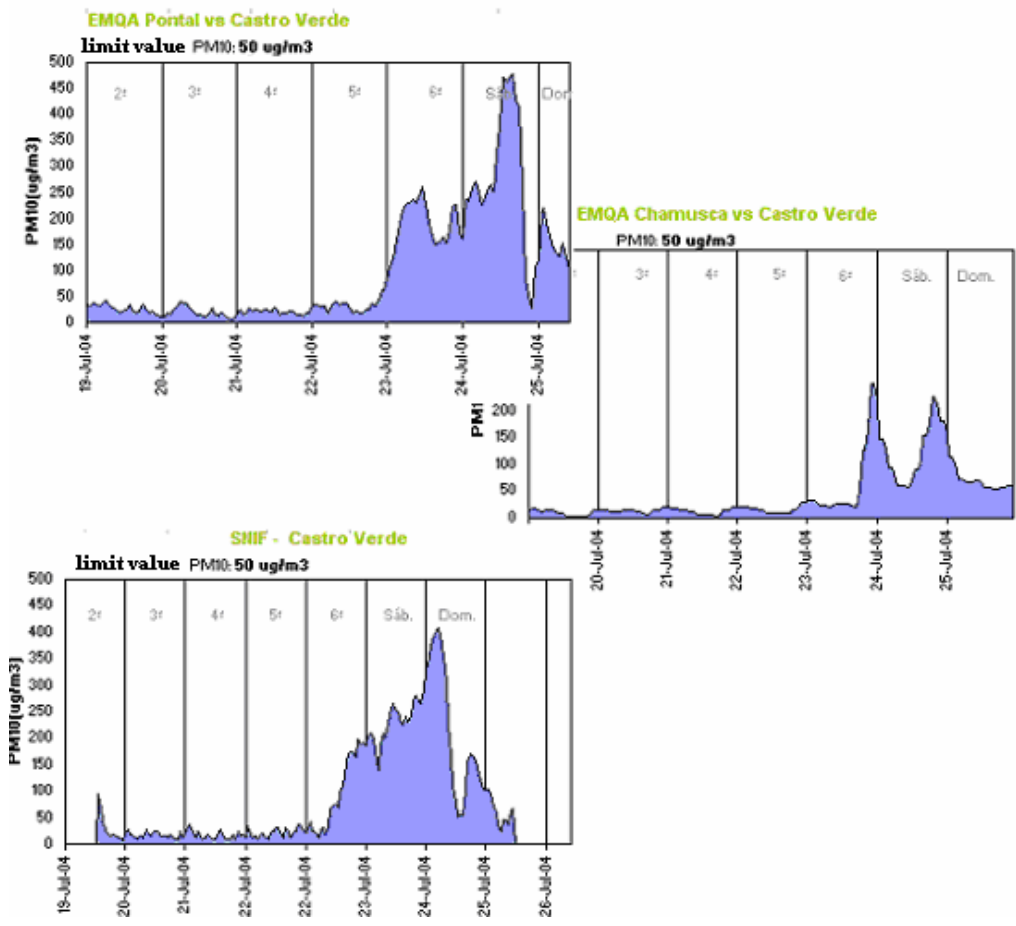 EMQA Pontal vs Castro Verde
limit value PM10: 50 ug/m3
500
450
400
350
300
250
200
150
100
50
0
PM10(ug/m3)
2ª 3ª 4ª 5ª 6ª Dom
19-Jul-04 20-Jul-04 21-Jul-04 22-Jul-04 23-Jul-04 24-Jul-04 25-Jul-04
EMQA Chamusca vs Castro Verde
PM10: 50 ug/m3
3ª 4ª 5ª 6ª Sáb. Dom.
PM1
200
150
100
50
0
20-Jul-04 21-Jul-04 22-Jul-04 23-Jul-04 24-Jul-04 25-Jul-04
SNIF - Castro Verde
limit value PM10: 50 ug/m3
500
450
400
350
300
250
200
150
100
50
0
PM10(ug/m3)
2ª 3ª 4ª 5ª 6ª Sáb. Dom.
19-Jul-04 20-Jul-04 21-Jul-04 22-Jul-04 23-Jul-04 24-Jul-04 25-Jul-04 26-Jul-04